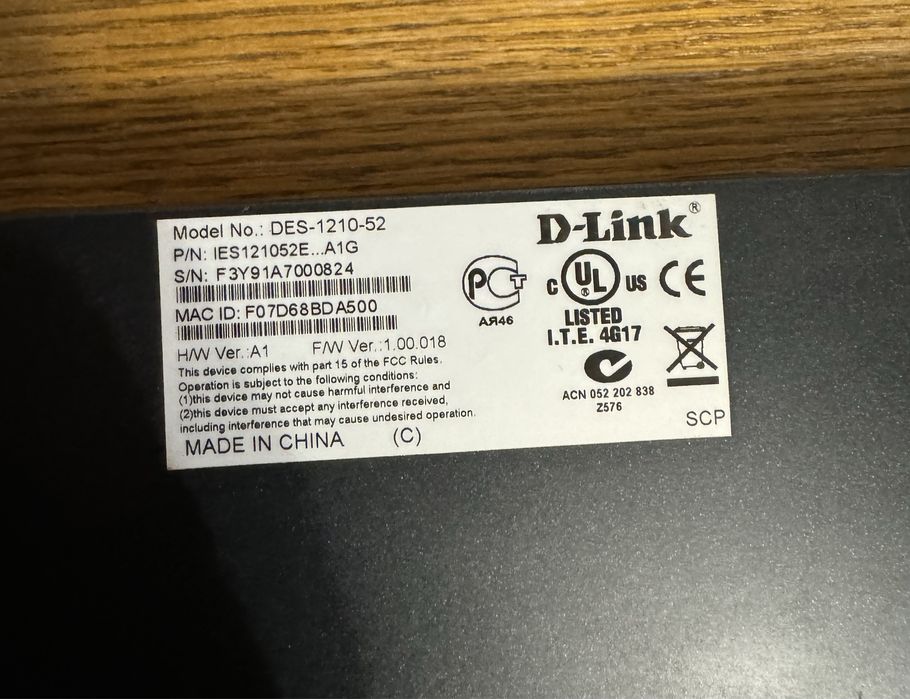 Model No.: DES-1210-52
P/N: IES121052E...A1G
S/N: F3Y91A7000824
MAC ID: F07D68BDA500
H/W Ver.:A1 F/W Ver.:1.00.018
This device complies with part 15 of the FCC Rules.
Operation is subject to the following conditions:
(1)this device may not cause harmful interference and
(2)this device must accept any interference received,
including interference that may cause undesired operation.
MADE IN CHINA (C)
D-Link®
РСТ
АЯ46
C UL ® US CE
LISTED
I.T.E. 4G17
ACN 052 202 838
Z576
SCP